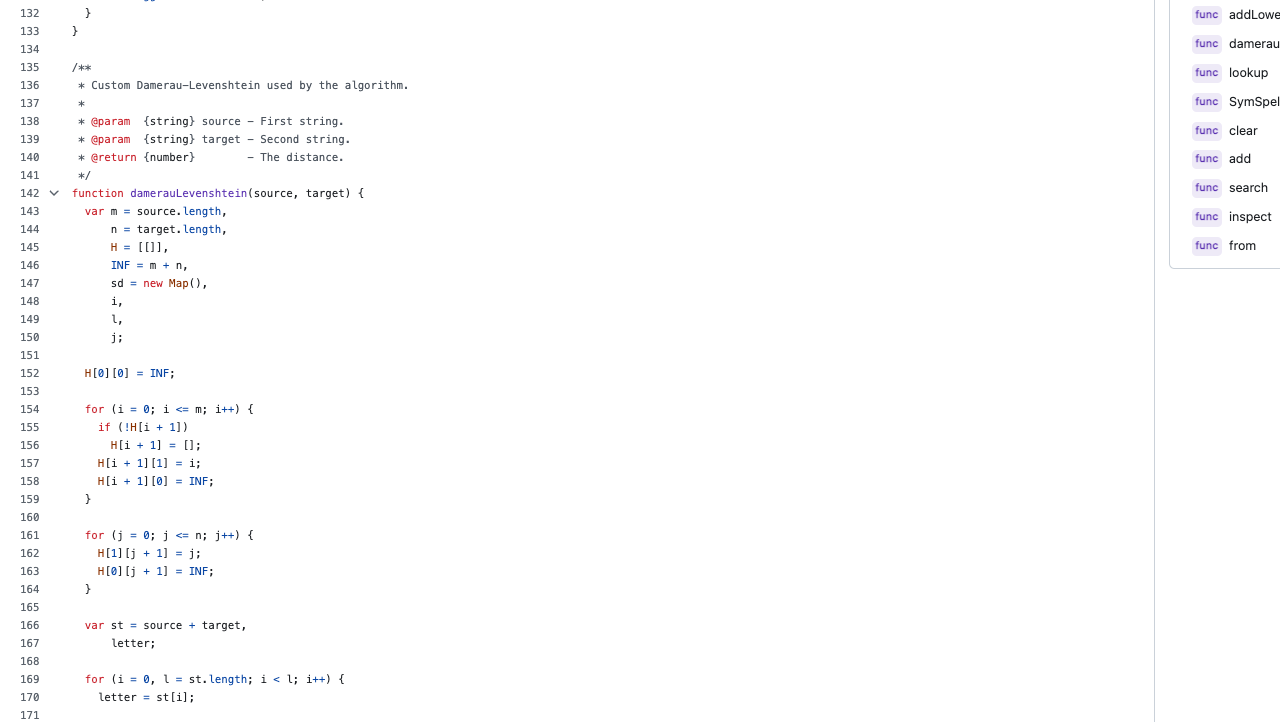 132 }
133 }
134
135 /**
136 * Custom Damerau-Levenshtein used by the algorithm.
137 *
138 * @param {string} source - First string.
139 * @param {string} target - Second string.
140 * @return {number} - The distance.
141 */
142 function damerauLevenshtein(source, target) {
143 var m = source.length,
144 n = target.length,
145 H = [[]],
146 INF = m + n,
147 sd = new Map(),
148 i,
149 l,
150 j;
151
152 H[0][0] = INF;
153
154 for (i = 0; i <= m; i++) {
155 if (!H[i + 1])
156 H[i + 1] = [];
157 H[i + 1][1] = i;
158 H[i + 1][0] = INF;
159 }
160
161 for (j = 0; j <= n; j++) {
162 H[1][j + 1] = j;
163 H[0][j + 1] = INF;
164 }
165
166 var st = source + target,
167 letter;
168
169 for (i = 0, l = st.length; i < l; i++) {
170 letter = st[i];
171
func addLowe
func damerau
func lookup
func SymSpel
func clear
func add
func search
func inspect
func from